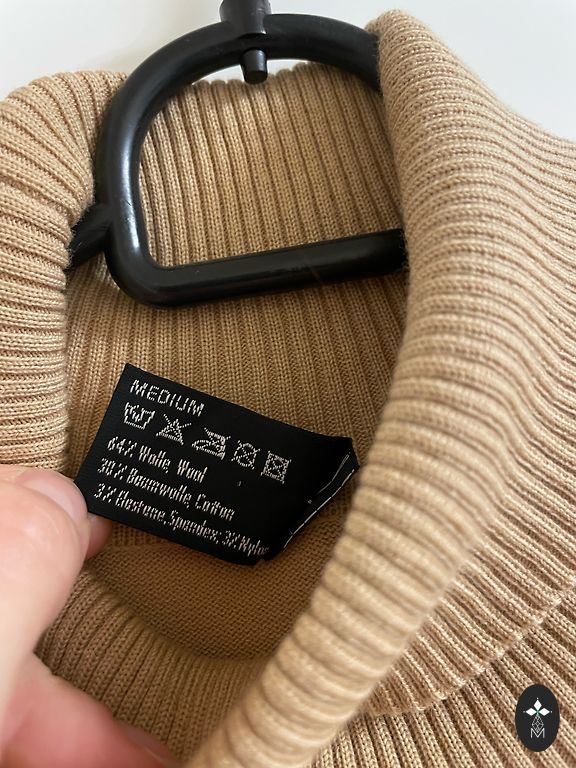 MEDIUM
64% Wolle, Wool
30% Baumwolle, Cotton
3% Elastane, Spandex; 3% Nylon